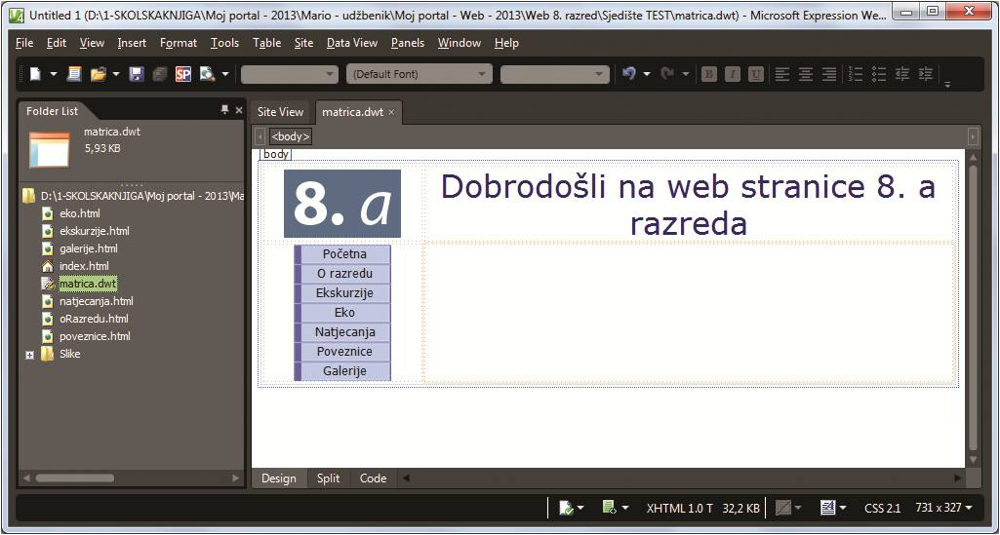 Untitled 1 (D:\1-SKOLSKAKNJIGA\Moj portal - 2013\Mario - udžbenik\Moj portal - Web - 2013\Web 8. razred\Sjedište TEST\matrica.dwt) - Microsoft Expression We...
File Edit View Insert Format Tools Table Site Data View Panels Window Help
SP (Default Font) B I U
Folder List
matrica.dwt
5,93 KB
D:\1-SKOLSKAKNJIGA\Moj portal - 2013\Ma
eko.html
ekskurzije.html
galerije.html
index.html
matrica.dwt
natjecanja.html
oRazredu.html
poveznice.html
Slike
Site View matrica.dwt ×
<body>
body
8. a
Dobrodošli na web stranice 8. a
razreda
Početna
O razredu
Ekskurzije
Eko
Natjecanja
Poveznice
Galerije
Design Split Code
XHTML 1.0 T 32,2 KB CSS 2.1 731 x 327